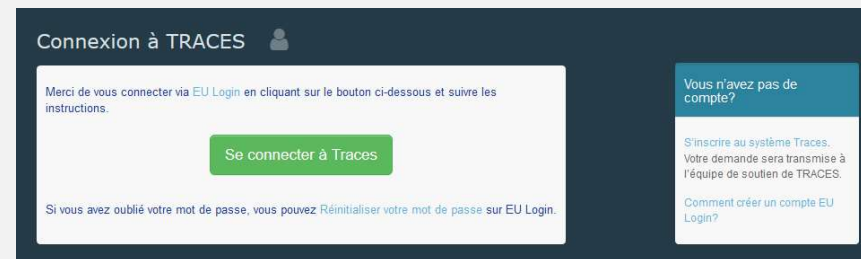 Connexion à TRACES
Merci de vous connecter via EU Login en cliquant sur le bouton ci-dessous et suivre les
instructions.
Se connecter à Traces
Si vous avez oublié votre mot de passe, vous pouvez Réinitialiser votre mot de passe sur EU Login.
Vous n'avez pas de
compte?
S'inscrire au système Traces.
Votre demande sera transmise à
l'équipe de soutien de TRACES.
Comment créer un compte EU
Login?